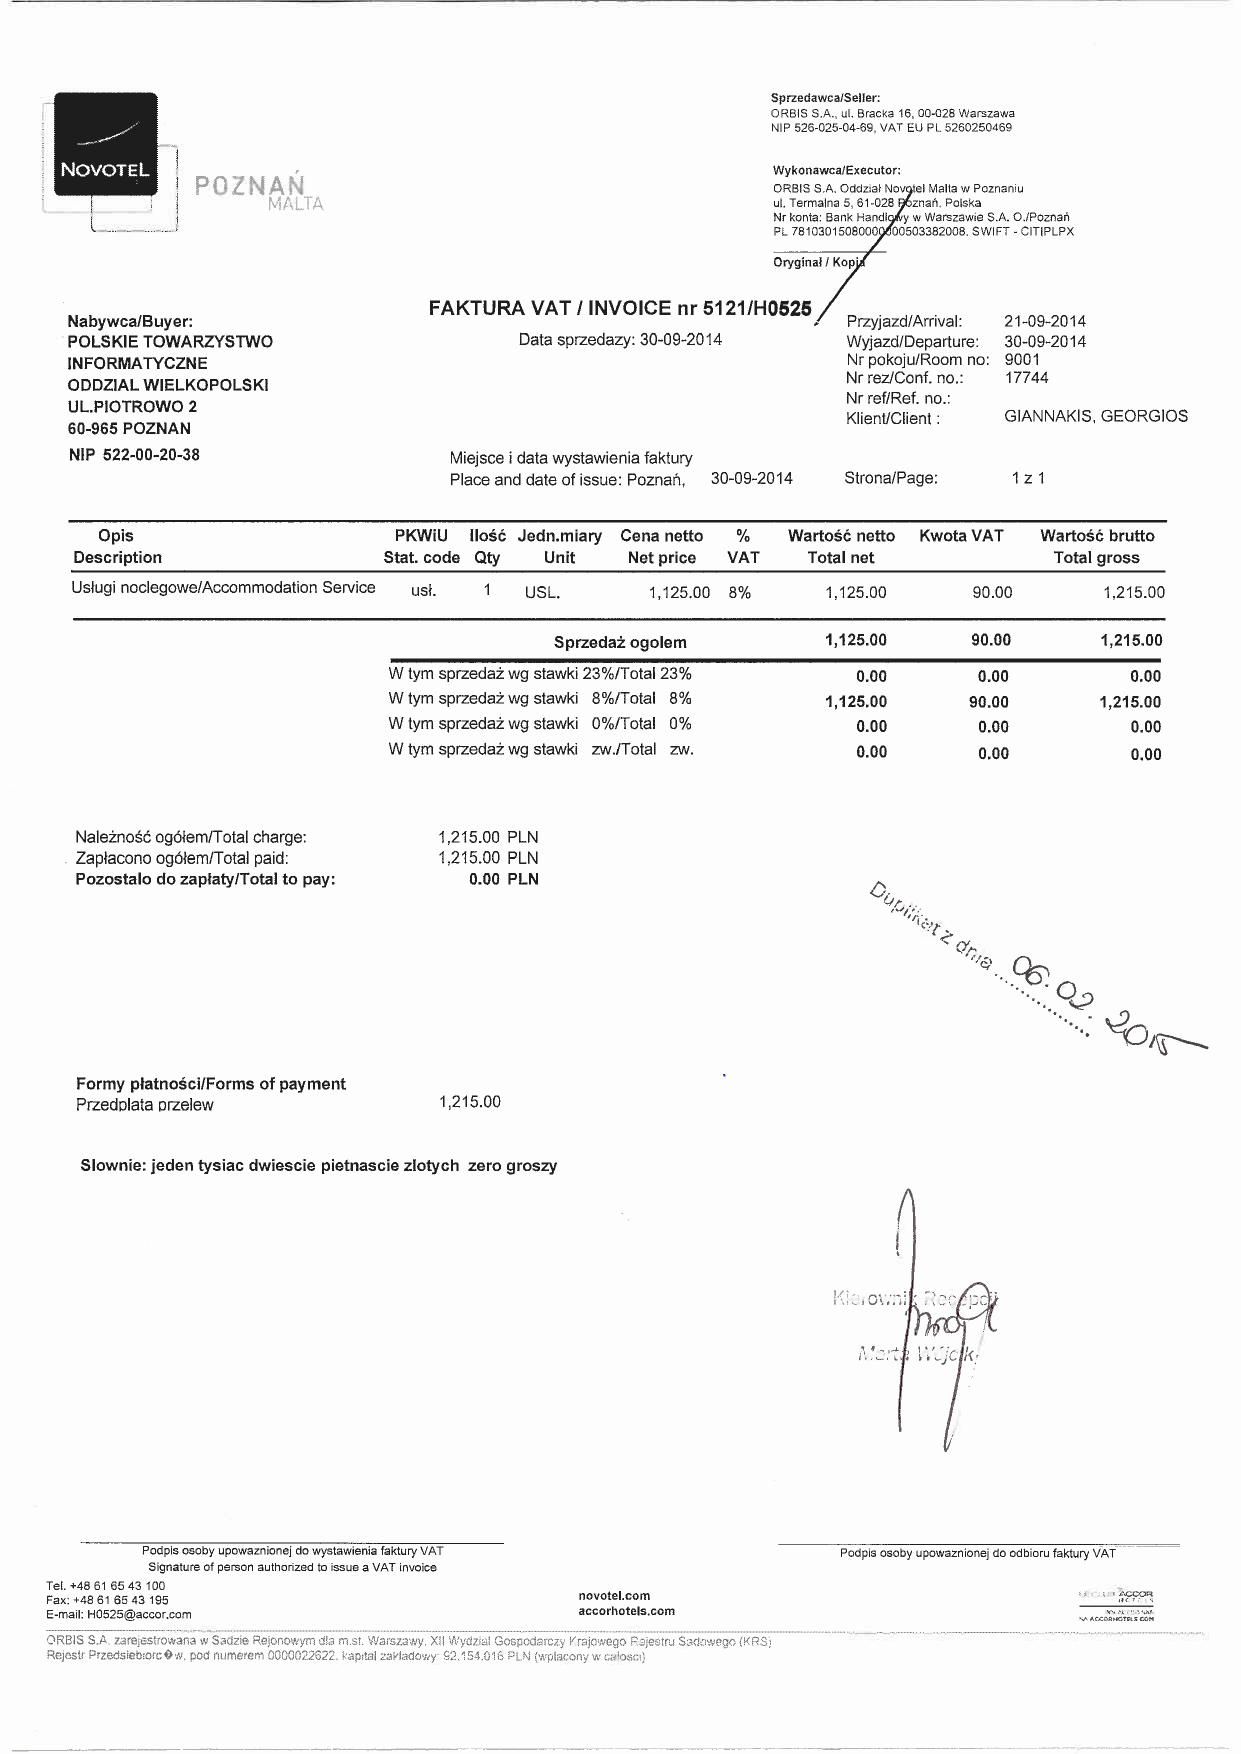 Sprzedawca/Seller:
ORBIS S.A., ul. Bracka 16, 00-028 Warszawa
NIP 526-025-04-69, VAT EU PL 5260250469
NOVOTEL
POZNAŃ
MALTA
Wykonawca/Executor:
ORBIS S.A. Oddział Novotel Malta w Poznaniu
ul. Termalna 5, 61-028 Poznań, Polska
Nr konta: Bank Handlowy w Warszawie S.A. O./Poznań
SWIFT - CITIPLPX
Oryginał / Kopia
FAKTURA VAT / INVOICE nr 5121/H0525
Data sprzedazy: 30-09-2014
Nabywca/Buyer:
POLSKIE TOWARZYSTWO
INFORMATYCZNE
ODDZIAL WIELKOPOLSKI
UL.PIOTROWO 2
60-965 POZNAN
NIP 522-00-20-38
Przyjazd/Arrival: 21-09-2014
Wyjazd/Departure: 30-09-2014
Nr pokoju/Room no: 9001
Nr rez/Conf. no.: 17744
Nr ref/Ref. no.:
Klient/Client : GIANNAKIS, GEORGIOS
Miejsce i data wystawienia faktury
Place and date of issue: Poznań, 30-09-2014
Strona/Page: 1 z 1
Opis PKWiU Ilość Jedn.miary Cena netto % Wartość netto Kwota VAT Wartość brutto
Description Stat. code Qty Unit Net price VAT Total net Total gross
Usługi noclegowe/Accommodation Service usł. 1 USL. 1,125.00 8% 1,125.00 90.00 1,215.00
Sprzedaż ogolem 1,125.00 90.00 1,215.00
W tym sprzedaż wg stawki 23%/Total 23% 0.00 0.00 0.00
W tym sprzedaż wg stawki 8%/Total 8% 1,125.00 90.00 1,215.00
W tym sprzedaż wg stawki 0%/Total 0% 0.00 0.00 0.00
W tym sprzedaż wg stawki zw./Total zw. 0.00 0.00 0.00
Należność ogółem/Total charge: 1,215.00 PLN
Zapłacono ogółem/Total paid: 1,215.00 PLN
Pozostalo do zapłaty/Total to pay: 0.00 PLN
Duplikat z dnia 06.02.2015
Formy płatności/Forms of payment
Przedpłata przelew 1,215.00
Slownie: jeden tysiac dwiescie pietnascie zlotych zero groszy
Kierownik Recepcji
Marta Wójcik
Podpis osoby upowaznionej do wystawienia faktury VAT
Signature of person authorized to issue a VAT invoice
Podpis osoby upowaznionej do odbioru faktury VAT
Tel. +48 61 65 43 100
Fax: +48 61 65 43 195
E-mail: H0525@accor.com
novotel.com
accorhotels.com
ACCOR
HOTELS
ACCORHOTELS.COM
ORBIS S.A. zarejestrowana w Sadzie Rejonowym dla m.st. Warszawy, XII Wydzial Gospodarczy Krajowego Rejestru Sadowego (KRS)
Rejestr Przedsiebiorc�w, pod numerem 0000022622, kapital zakladowy: 92,154,016 PLN (wplacony w calosci)